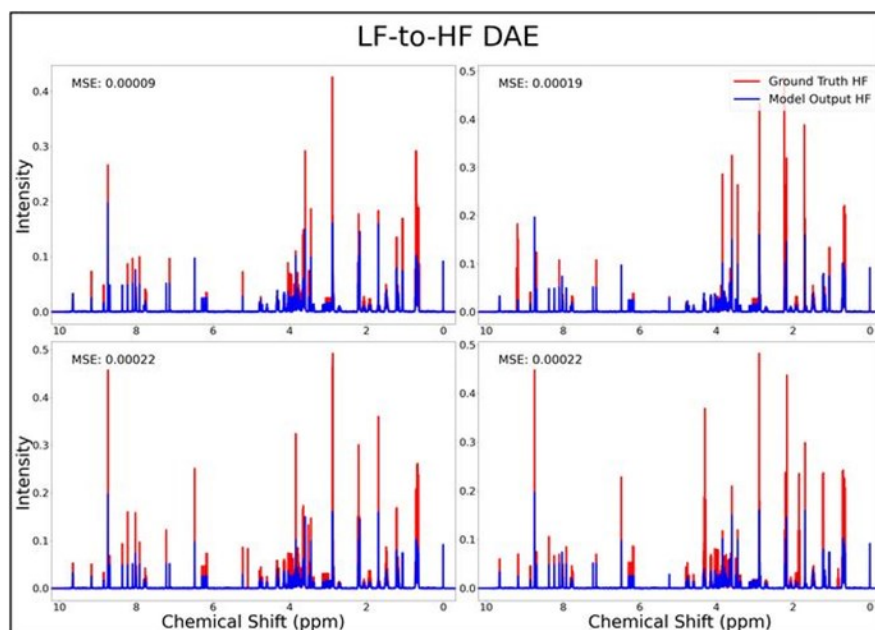 LF-to-HF DAE
MSE: 0.00009
0.4
0.3
0.2
0.1
0.0
Intensity
10 8 6 4 2 0
MSE: 0.00019
Ground Truth HF
Model Output HF
0.5
0.4
0.3
0.2
0.1
0.0
10 8 6 4 2 0
MSE: 0.00022
0.5
0.4
0.3
0.2
0.1
0.0
Intensity
10 8 6 4 2 0
Chemical Shift (ppm)
MSE: 0.00022
0.5
0.4
0.3
0.2
0.1
0.0
10 8 6 4 2 0
Chemical Shift (ppm)